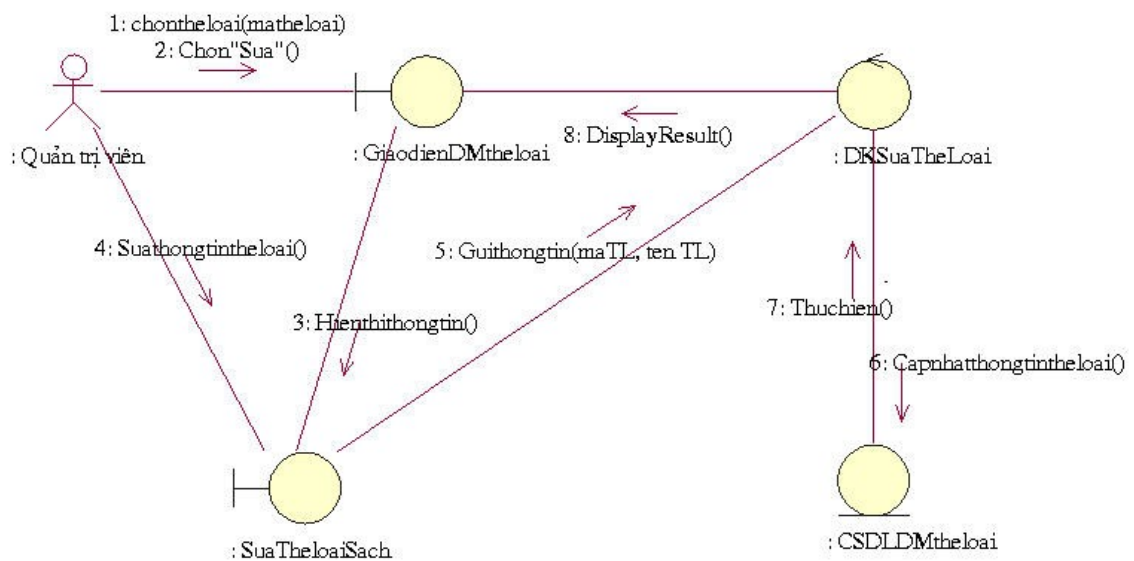 1: chontheloai(matheloai)
2: Chon"Sua"()
8: DisplayResult()
: Quản trị viên
: GiaodienDMtheloai
: DKSuaTheLoai
4: Suathongtintheloai()
5: Guithongtin(maTL, ten TL)
3: Hienthithongtin()
7: Thuchien()
6: Capnhatthongtintheloai()
: SuaTheloaiSach
: CSDLDMtheloai